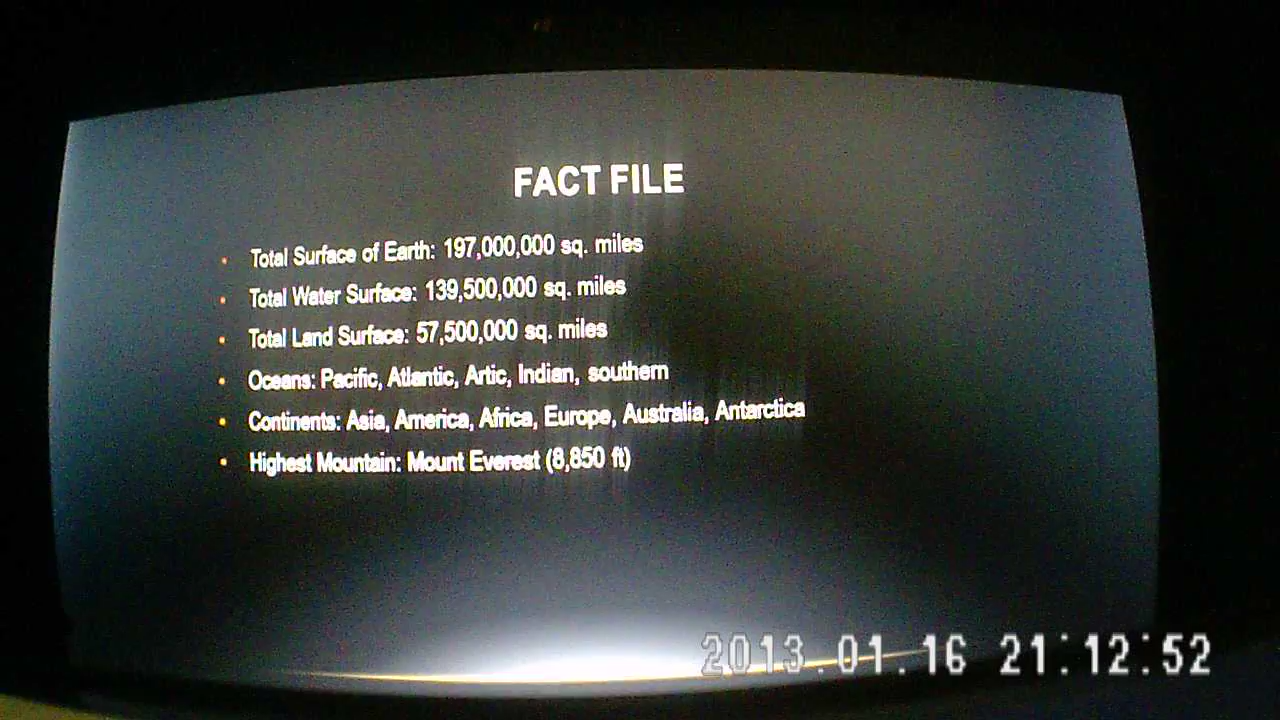 FACT FILE
• Total Surface of Earth: 197,000,000 sq. miles
• Total Water Surface: 139,500,000 sq. miles
• Total Land Surface: 57,500,000 sq. miles
• Oceans: Pacific, Atlantic, Artic, Indian, southern
• Continents: Asia, America, Africa, Europe, Australia, Antarctica
• Highest Mountain: Mount Everest (8,850 ft)
2013.01.16 21:12:52